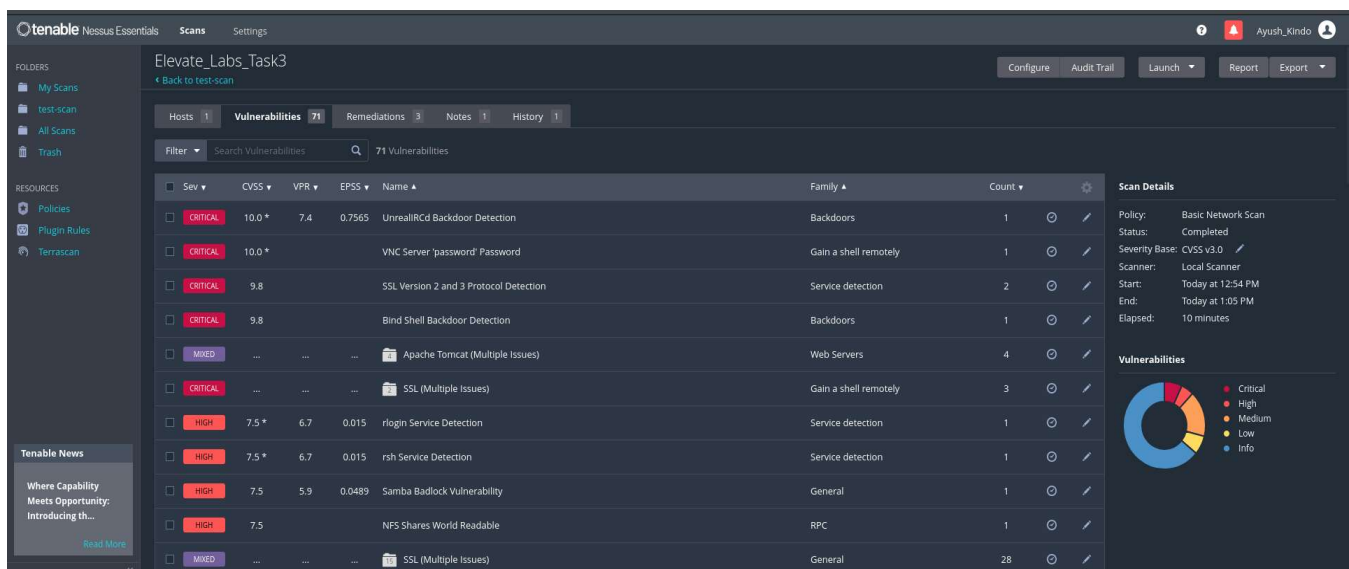 tenable Nessus Essentials Scans Settings Ayush_Kindo
FOLDERS
My Scans
test-scan
All Scans
Trash
RESOURCES
Policies
Plugin Rules
Terrascan
Tenable News
Where Capability
Meets Opportunity:
Introducing th...
Read More
Elevate_Labs_Task3
Back to test-scan
Configure Audit Trail Launch Report Export
Hosts 1 Vulnerabilities 71 Remediations 3 Notes 1 History 1
Filter Search Vulnerabilities 71 Vulnerabilities
Sev CVSS VPR EPSS Name Family Count
CRITICAL 10.0 * 7.4 0.7565 UnrealIRCd Backdoor Detection Backdoors 1
CRITICAL 10.0 * VNC Server 'password' Password Gain a shell remotely 1
CRITICAL 9.8 SSL Version 2 and 3 Protocol Detection Service detection 2
CRITICAL 9.8 Bind Shell Backdoor Detection Backdoors 1
MIXED ... ... ... 4 Apache Tomcat (Multiple Issues) Web Servers 4
CRITICAL ... ... ... 2 SSL (Multiple Issues) Gain a shell remotely 3
HIGH 7.5 * 6.7 0.015 rlogin Service Detection Service detection 1
HIGH 7.5 * 6.7 0.015 rsh Service Detection Service detection 1
HIGH 7.5 5.9 0.0489 Samba Badlock Vulnerability General 1
HIGH 7.5 NFS Shares World Readable RPC 1
MIXED ... ... ... 15 SSL (Multiple Issues) General 28
Scan Details
Policy: Basic Network Scan
Status: Completed
Severity Base: CVSS v3.0
Scanner: Local Scanner
Start: Today at 12:54 PM
End: Today at 1:05 PM
Elapsed: 10 minutes
Vulnerabilities
Critical
High
Medium
Low
Info